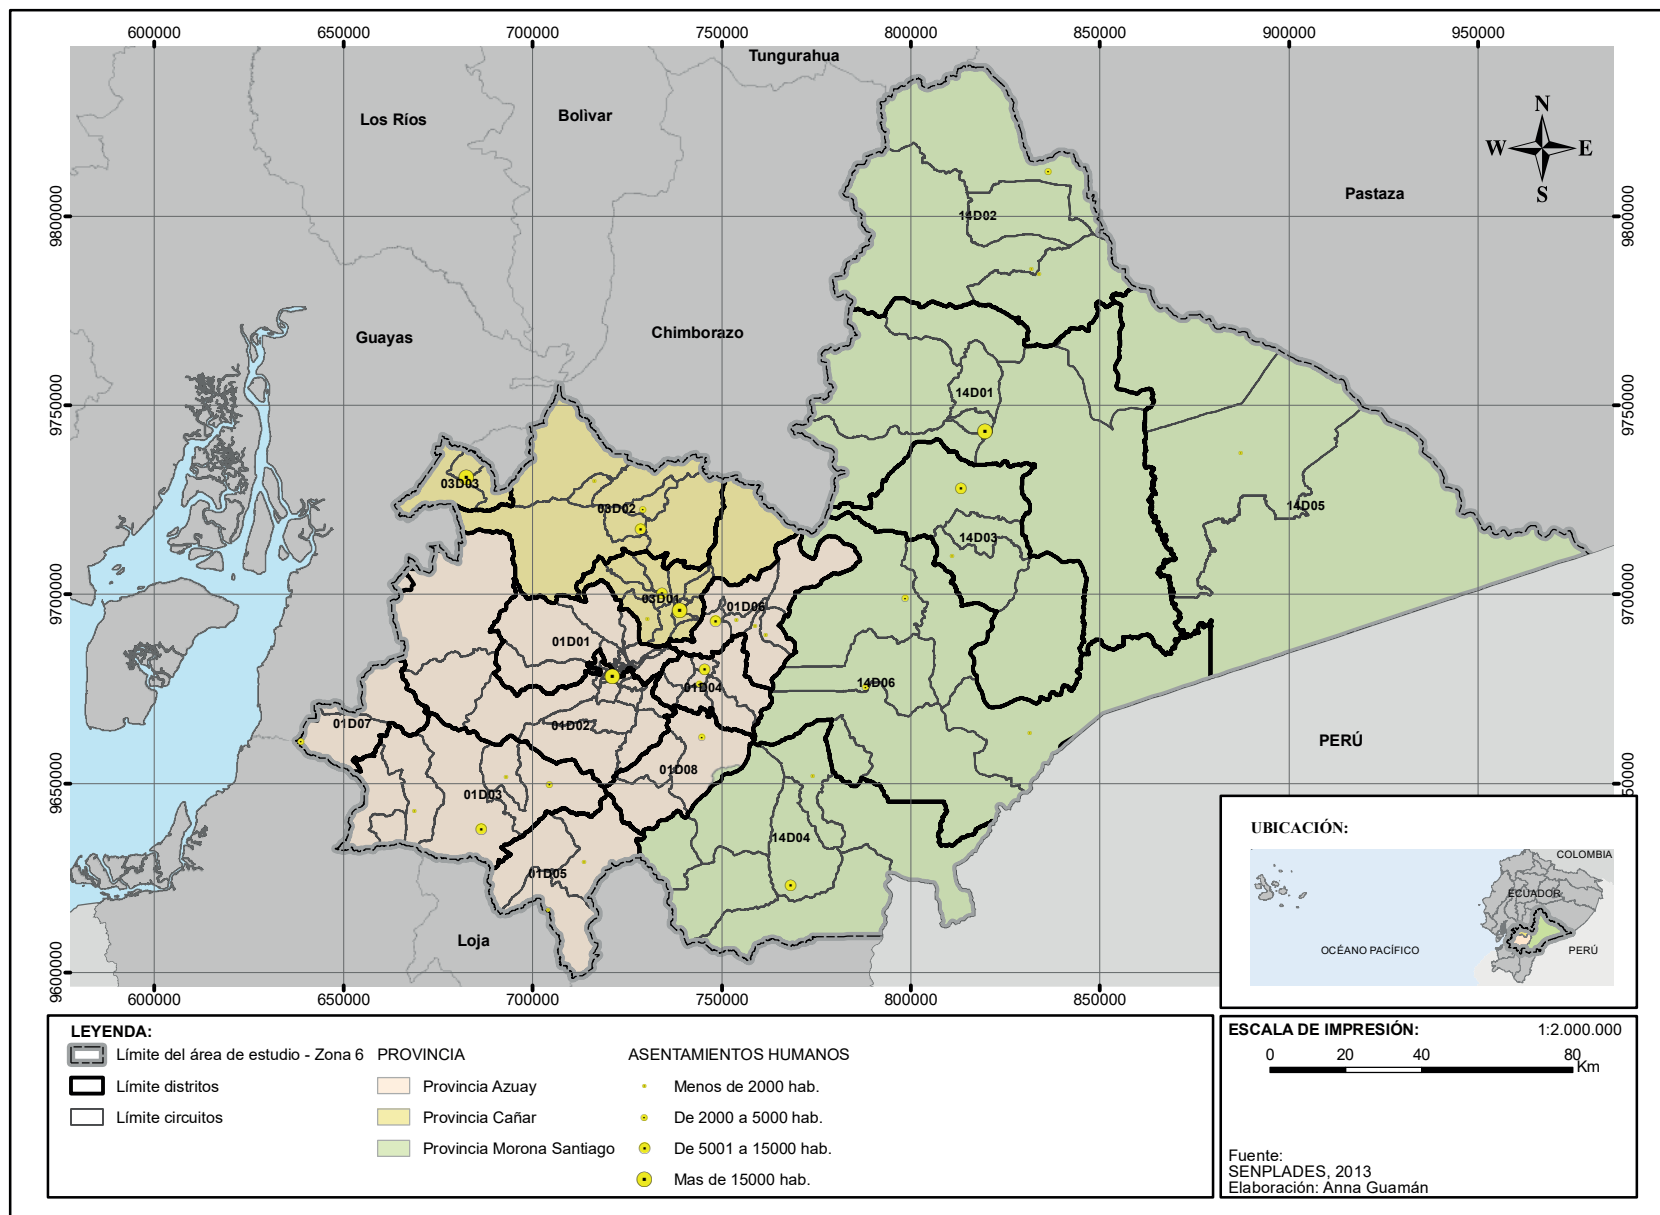 600000 650000 700000 750000 800000 850000 900000 950000
Tungurahua
Bolìvar
Los Ríos
N
W E
S
Pastaza
9800000 9800000
14D02
Guayas
Chimborazo
9750000 9750000
14D01
03D03
03D02
14D05
14D03
9700000 9700000
03D01
01D06
01D01
01D04
14D06
01D07
01D02
PERÚ
01D08
9650000 9650000
01D03
14D04
01D05
Loja
9600000
600000 650000 700000 750000 800000 850000
UBICACIÓN:
COLOMBIA
ECUADOR
OCÉANO PACÍFICO
PERÚ
LEYENDA:
Límite del área de estudio - Zona 6
Límite distritos
Límite circuitos
PROVINCIA
Provincia Azuay
Provincia Cañar
Provincia Morona Santiago
ASENTAMIENTOS HUMANOS
Menos de 2000 hab.
De 2000 a 5000 hab.
De 5001 a 15000 hab.
Mas de 15000 hab.
ESCALA DE IMPRESIÓN: 1:2.000.000
0 20 40 80
Km
Fuente:
SENPLADES, 2013
Elaboración: Anna Guamán